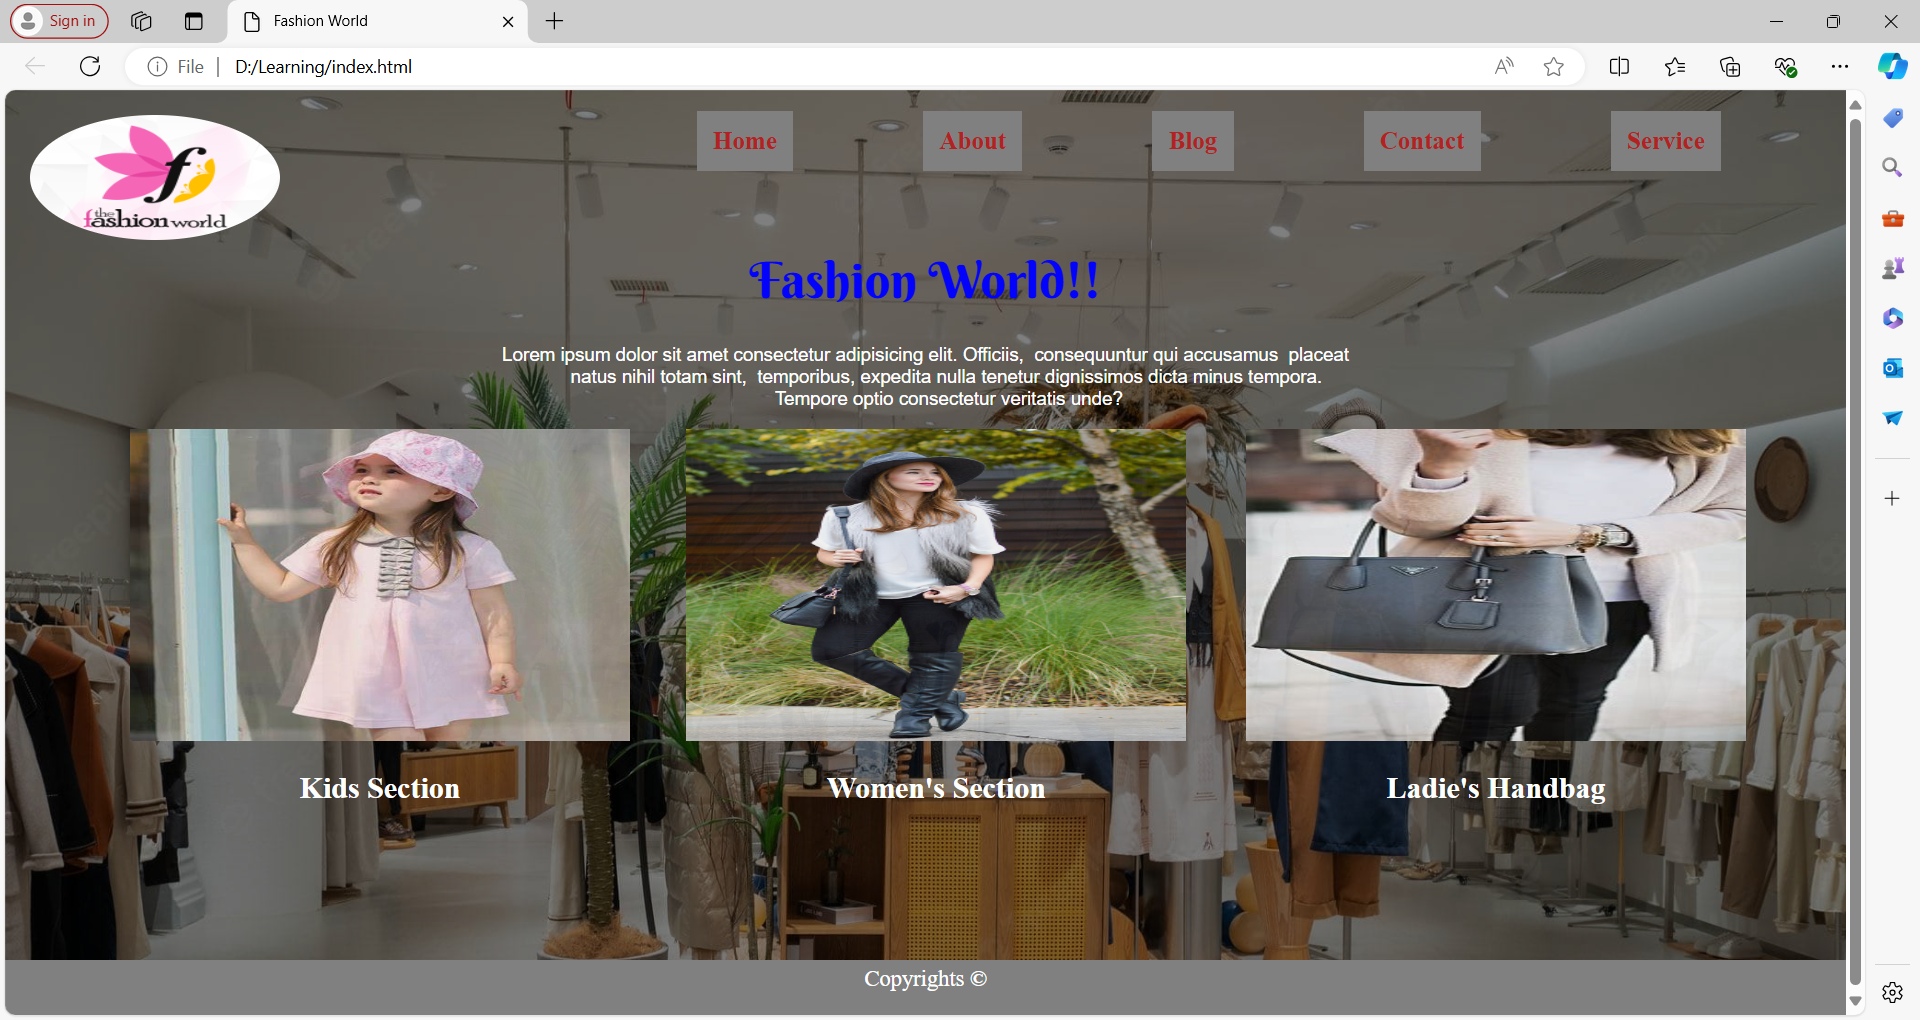 Sign in
Fashion World
File
D:/Learning/index.html
the
fashion world
Home
About
Blog
Contact
Service
Fashion World!!
Lorem ipsum dolor sit amet consectetur adipisicing elit. Officiis, consequuntur qui accusamus placeat
natus nihil totam sint, temporibus, expedita nulla tenetur dignissimos dicta minus tempora.
Tempore optio consectetur veritatis unde?
Kids Section
Women's Section
Ladie's Handbag
Copyrights ©